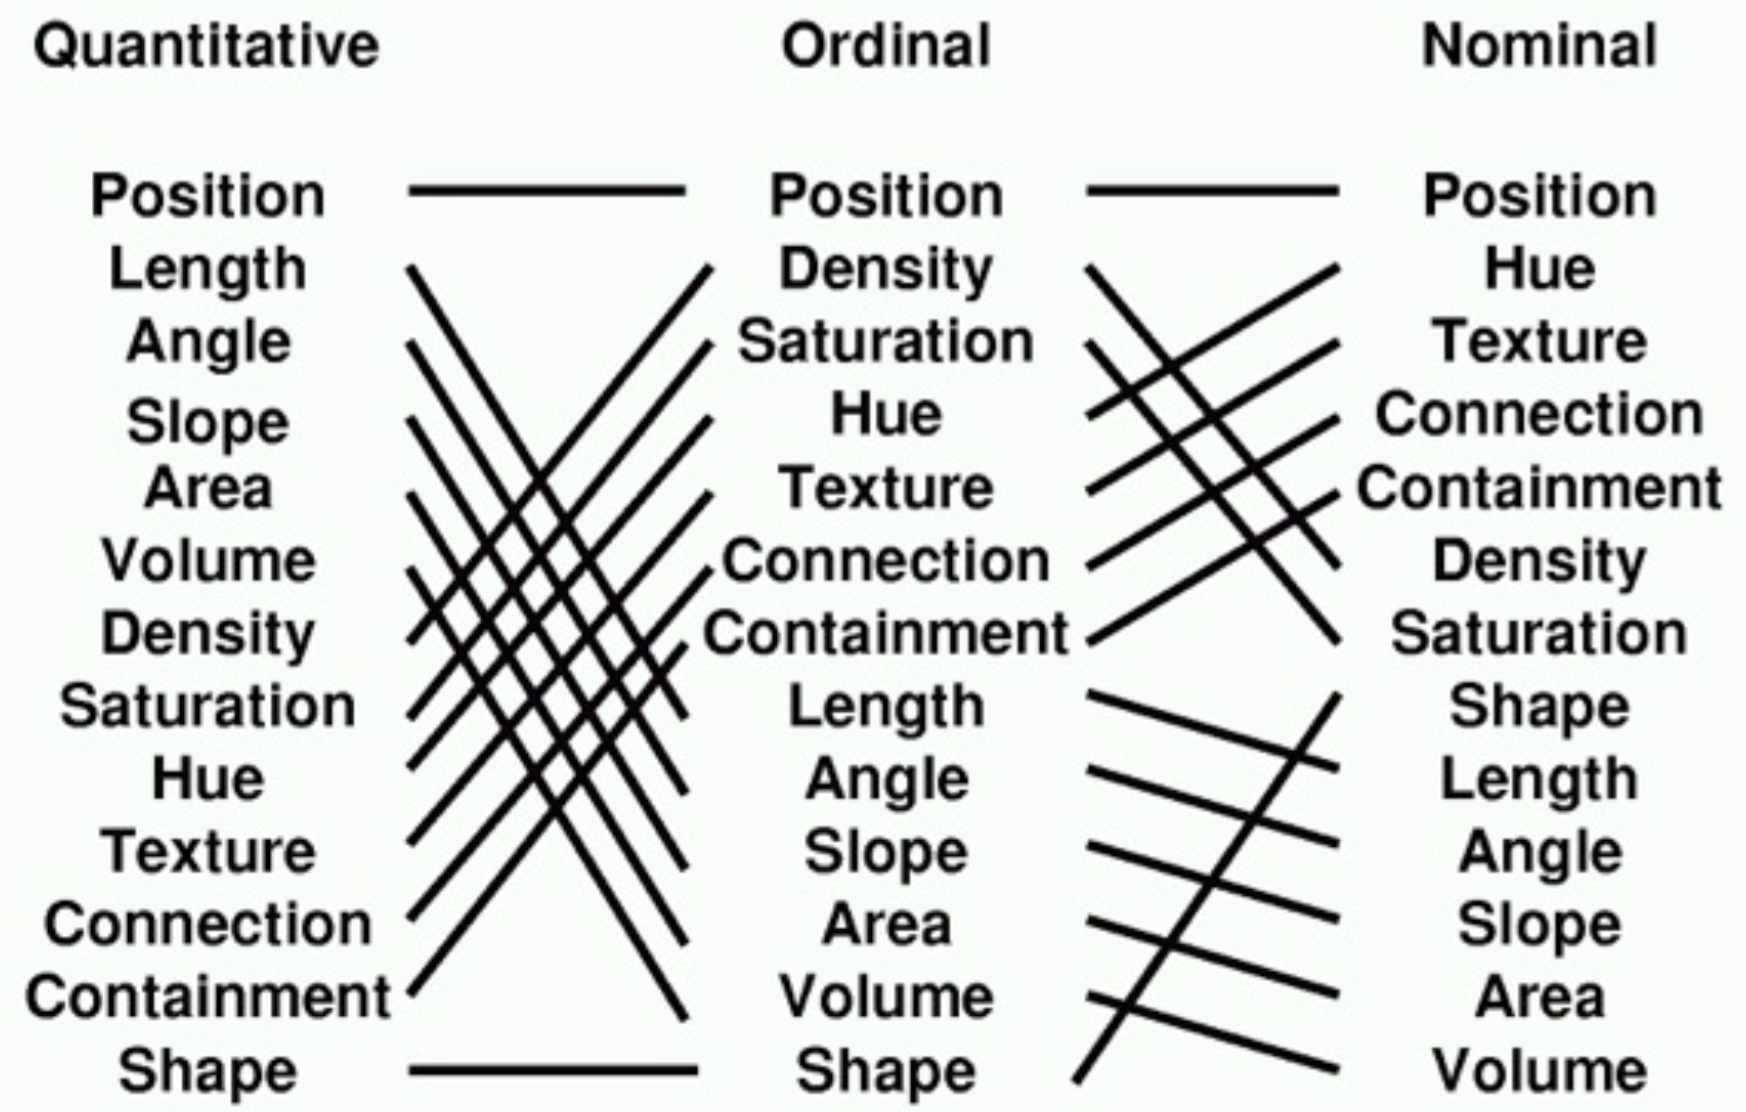 Quantitative Ordinal Nominal
Position Position Position
Length Density Hue
Angle Saturation Texture
Slope Hue Connection
Area Texture Containment
Volume Connection Density
Density Containment Saturation
Saturation Length Shape
Hue Angle Length
Texture Slope Angle
Connection Area Slope
Containment Volume Area
Shape Shape Volume